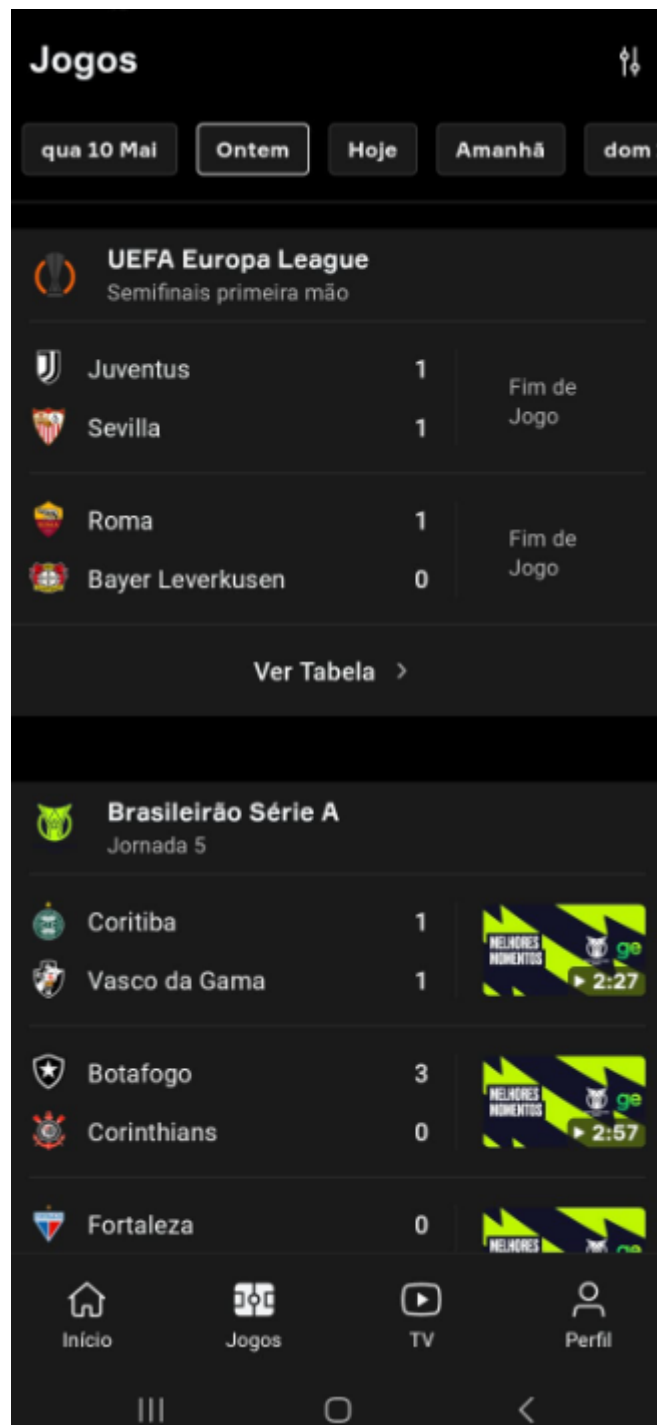 Jogos
qua 10 Mai
Ontem
Hoje
Amanhã
dom
UEFA Europa League
Semifinais primeira mão
Juventus 1
Sevilla 1
Fim de
Jogo
Roma 1
Bayer Leverkusen 0
Fim de
Jogo
Ver Tabela
Brasileirão Série A
Jornada 5
Coritiba 1
Vasco da Gama 1
MELHORES
MOMENTOS
ge
2:27
Botafogo 3
Corinthians 0
MELHORES
MOMENTOS
ge
2:57
Fortaleza 0
MELHORES
ge
Início
Jogos
TV
Perfil